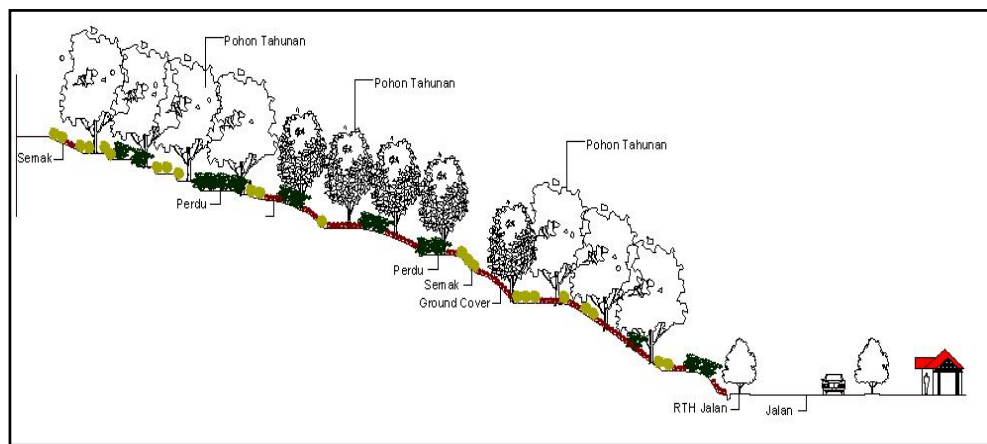 Pohon Tahunan
Pohon Tahunan
Pohon Tahunan
Semak
Perdu
Perdu
Semak
Ground Cover
RTH Jalan
Jalan